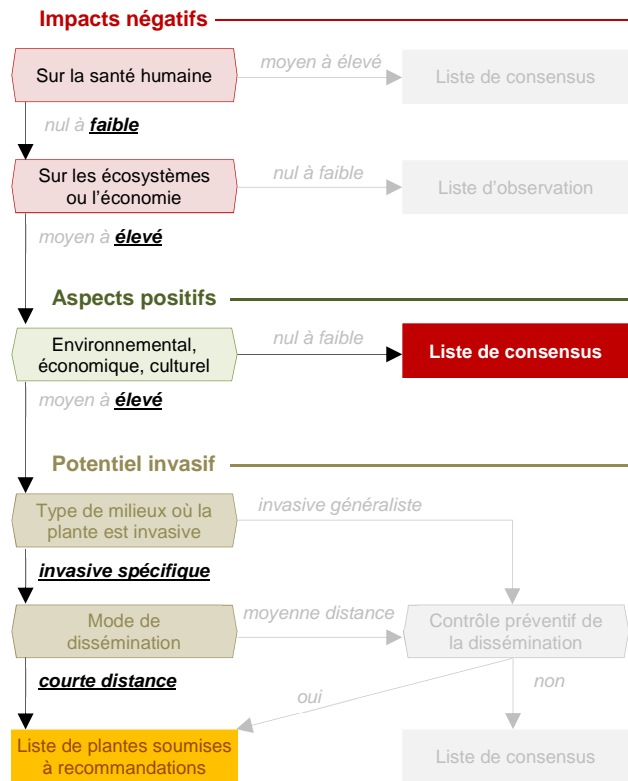 Impacts négatifs
Sur la santé humaine
moyen à élevé
Liste de consensus
nul à faible
Sur les écosystèmes
ou l’économie
nul à faible
Liste d’observation
moyen à élevé
Aspects positifs
Environnemental,
économique, culturel
nul à faible
Liste de consensus
moyen à élevé
Potentiel invasif
Type de milieux où la
plante est invasive
invasive généraliste
invasive spécifique
Mode de
dissémination
moyenne distance
Contrôle préventif de
la dissémination
courte distance
oui
non
Liste de plantes soumises
à recommandations
Liste de consensus